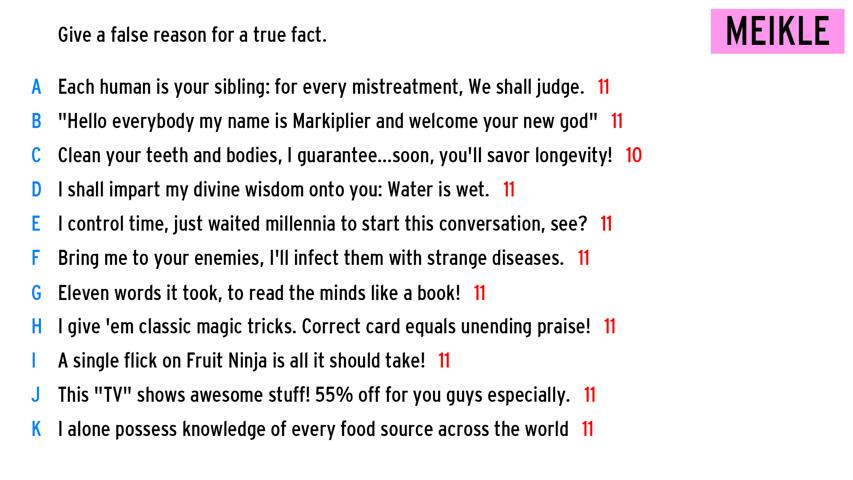 Give a false reason for a true fact.
MEIKLE
A Each human is your sibling: for every mistreatment, We shall judge. 11
B "Hello everybody my name is Markiplier and welcome your new god" 11
C Clean your teeth and bodies, I guarantee...soon, you'll savor longevity! 10
D I shall impart my divine wisdom onto you: Water is wet. 11
E I control time, just waited millennia to start this conversation, see? 11
F Bring me to your enemies, I'll infect them with strange diseases. 11
G Eleven words it took, to read the minds like a book! 11
H I give 'em classic magic tricks. Correct card equals unending praise! 11
I A single flick on Fruit Ninja is all it should take! 11
J This "TV" shows awesome stuff! 55% off for you guys especially. 11
K I alone possess knowledge of every food source across the world 11